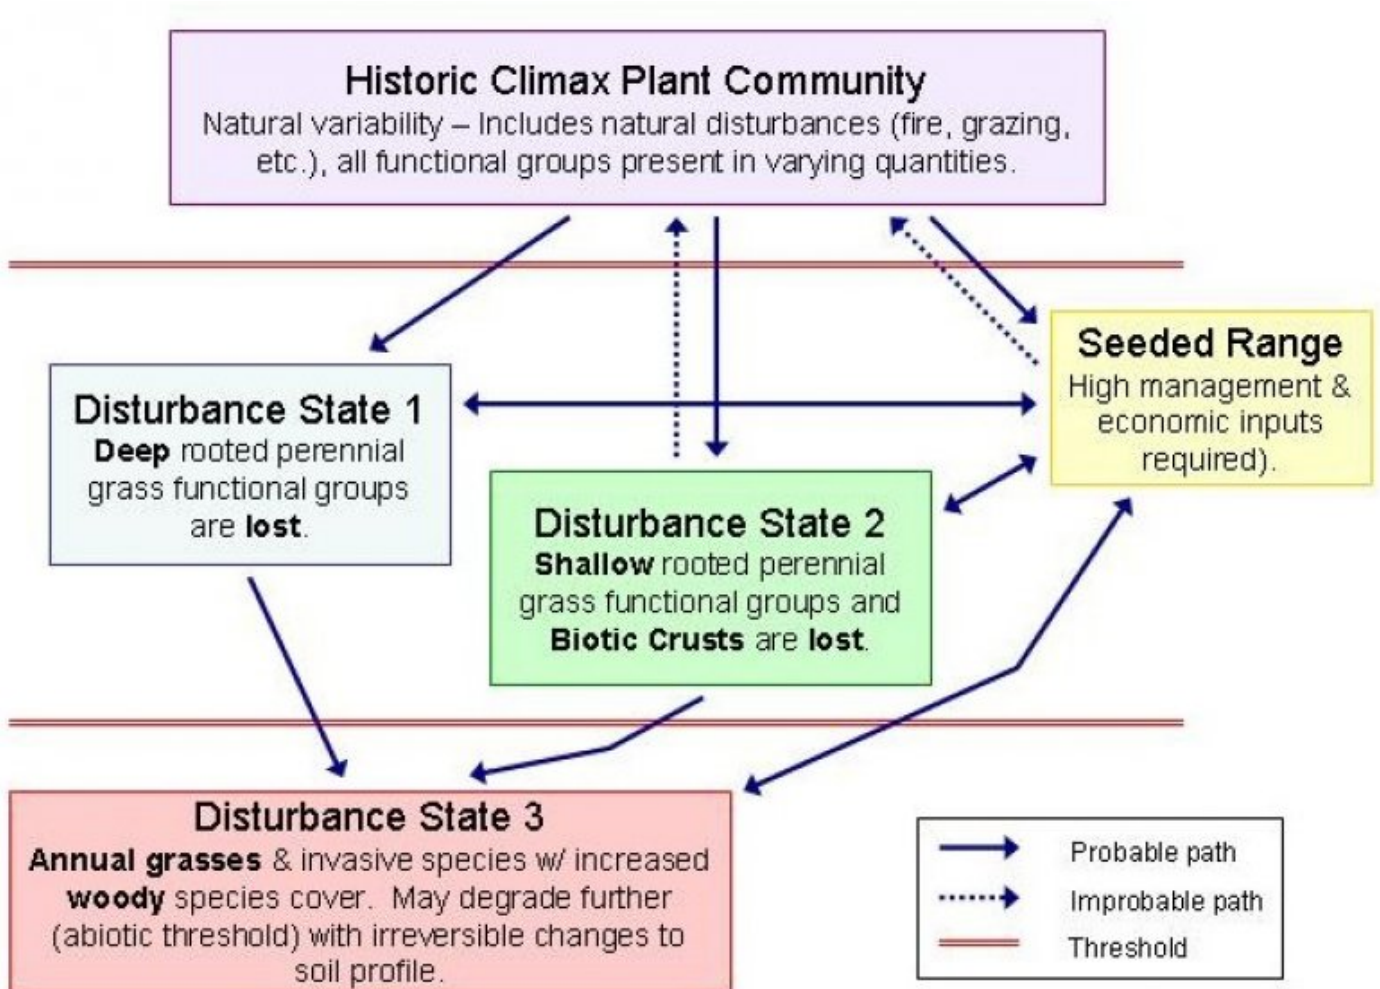 Historic Climax Plant Community
Natural variability – Includes natural disturbances (fire, grazing,
etc.), all functional groups present in varying quantities.
Seeded Range
High management &
economic inputs
required).
Disturbance State 1
Deep rooted perennial
grass functional groups
are lost.
Disturbance State 2
Shallow rooted perennial
grass functional groups and
Biotic Crusts are lost.
Disturbance State 3
Annual grasses & invasive species w/ increased
woody species cover. May degrade further
(abiotic threshold) with irreversible changes to
soil profile.
Probable path
Improbable path
Threshold